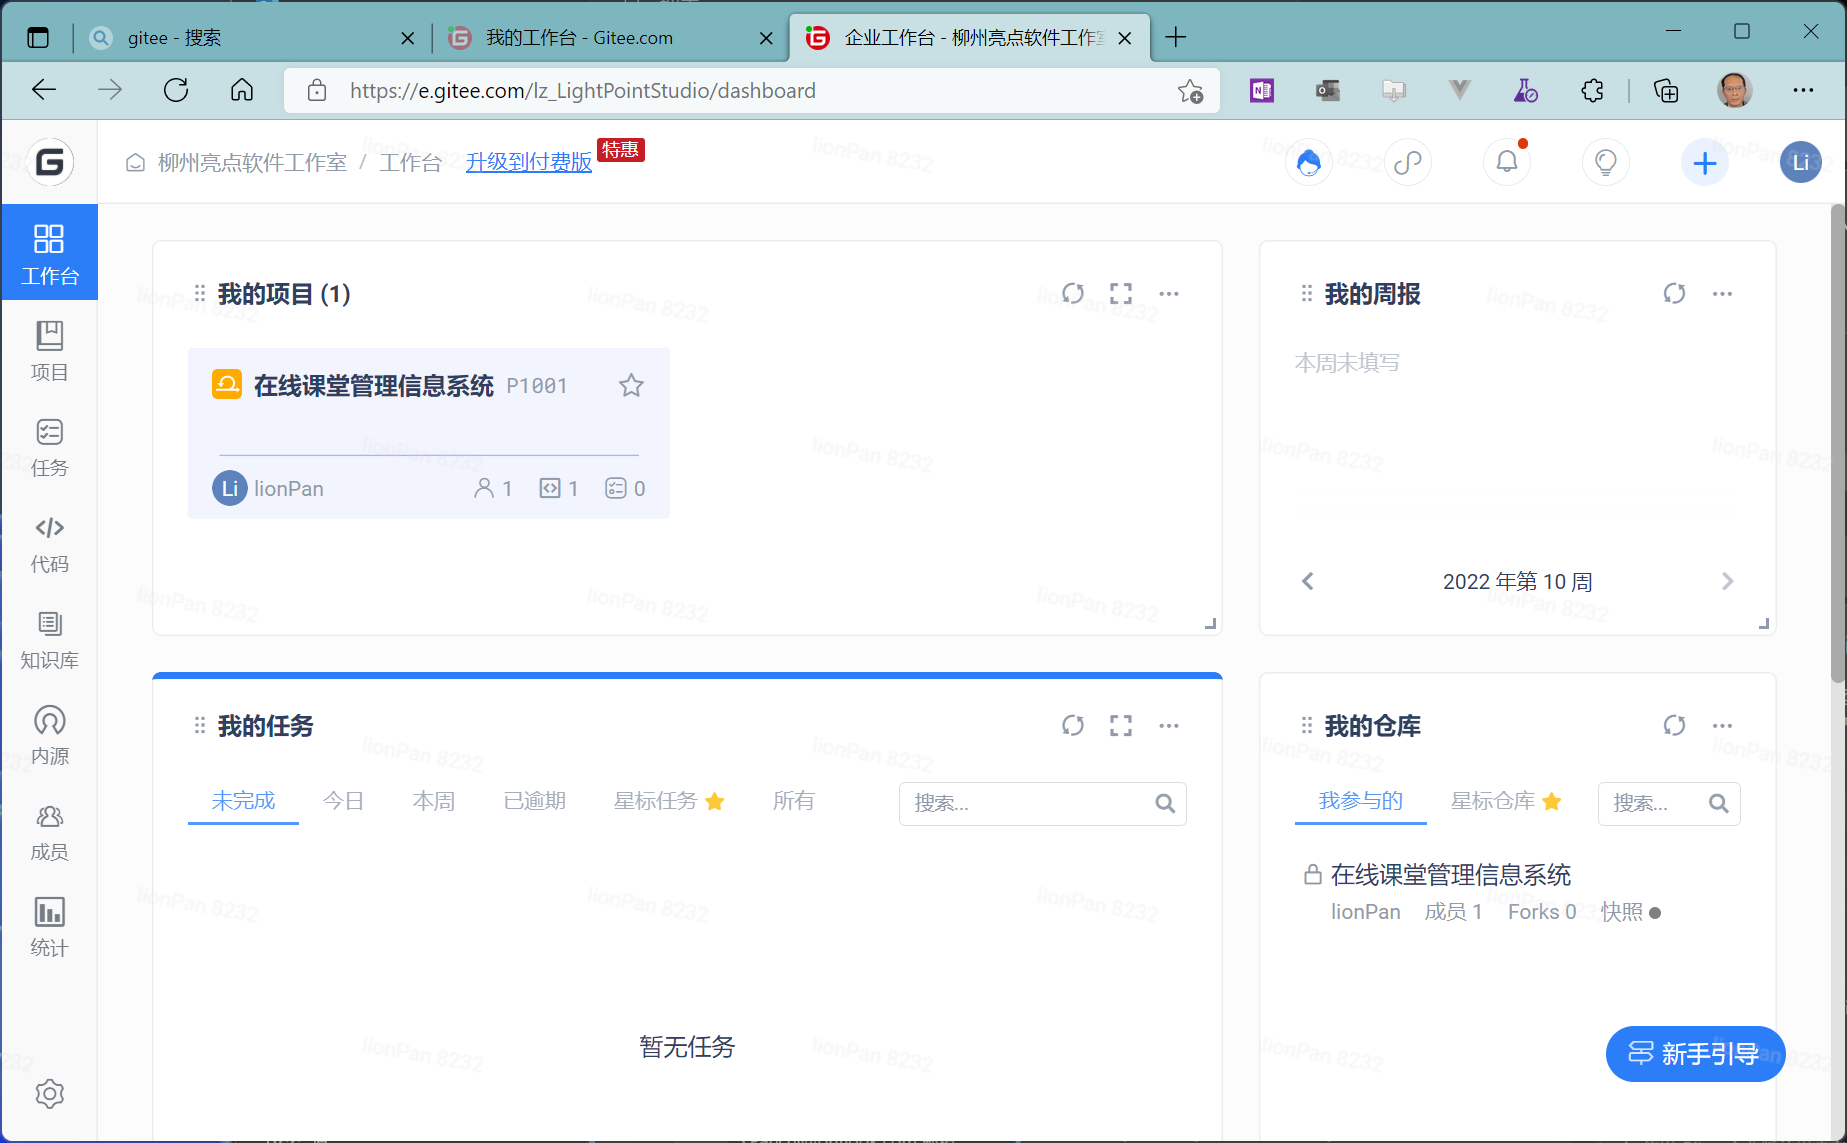 gitee - 搜索
我的工作台 - Gitee.com
企业工作台 - 柳州亮点软件工作室
https://e.gitee.com/lz_LightPointStudio/dashboard
柳州亮点软件工作室 / 工作台 升级到付费版 特惠
Li
工作台
项目
任务
代码
知识库
内源
成员
统计
我的项目 (1)
在线课堂管理信息系统 P1001
Li lionPan 1 1 0
我的周报
本周未填写
2022 年第 10 周
我的任务
未完成 今日 本周 已逾期 星标任务 所有 搜索...
暂无任务
我的仓库
我参与的 星标仓库 搜索...
在线课堂管理信息系统
lionPan 成员 1 Forks 0 快照
新手引导
lionPan 8232